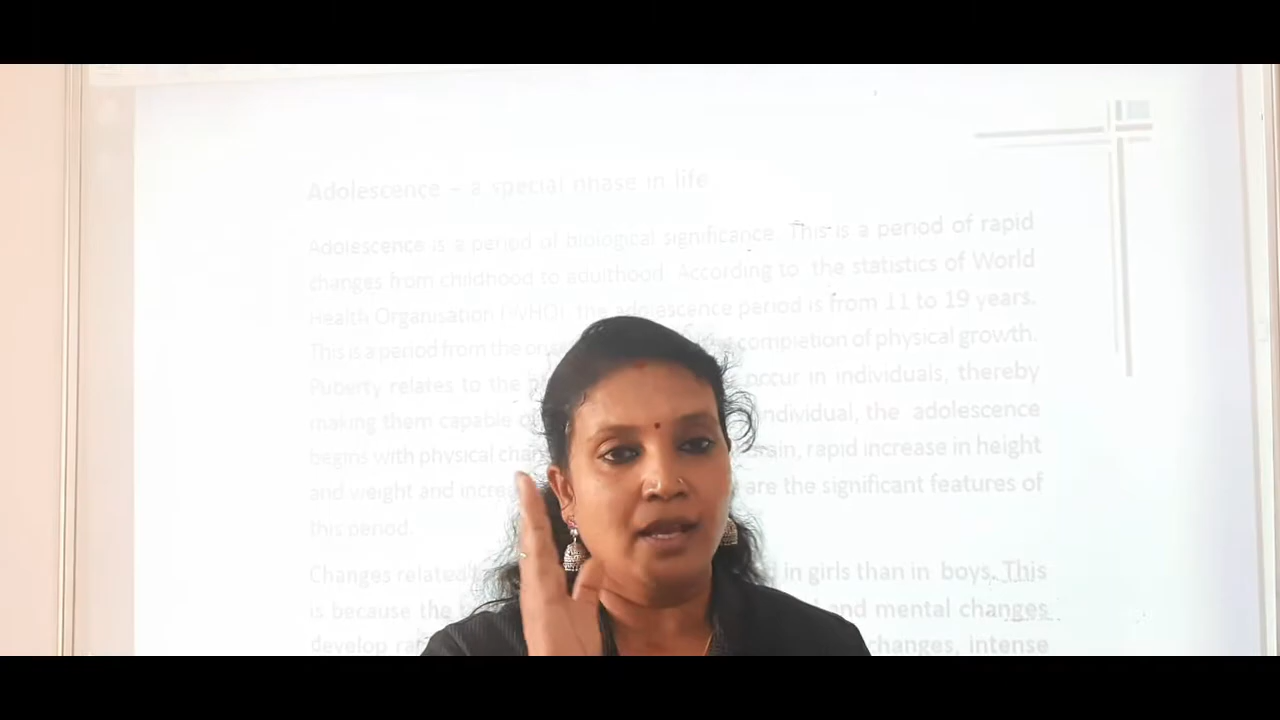 Adolescence – a special phase in life
Adolescence is a period of biological significance. This is a period of rapid
changes from childhood to adulthood. According to the statistics of World
Health Organisation (WHO), the adolescence period is from 11 to 19 years.
This is a period from the completion of physical growth.
Puberty relates to the occur in individuals, thereby
making them capable individual, the adolescence
begins with physical rapid increase in height
and weight and are the significant features of
this period.
Changes related in girls than in boys. This
is because the and mental changes
develop changes, intense